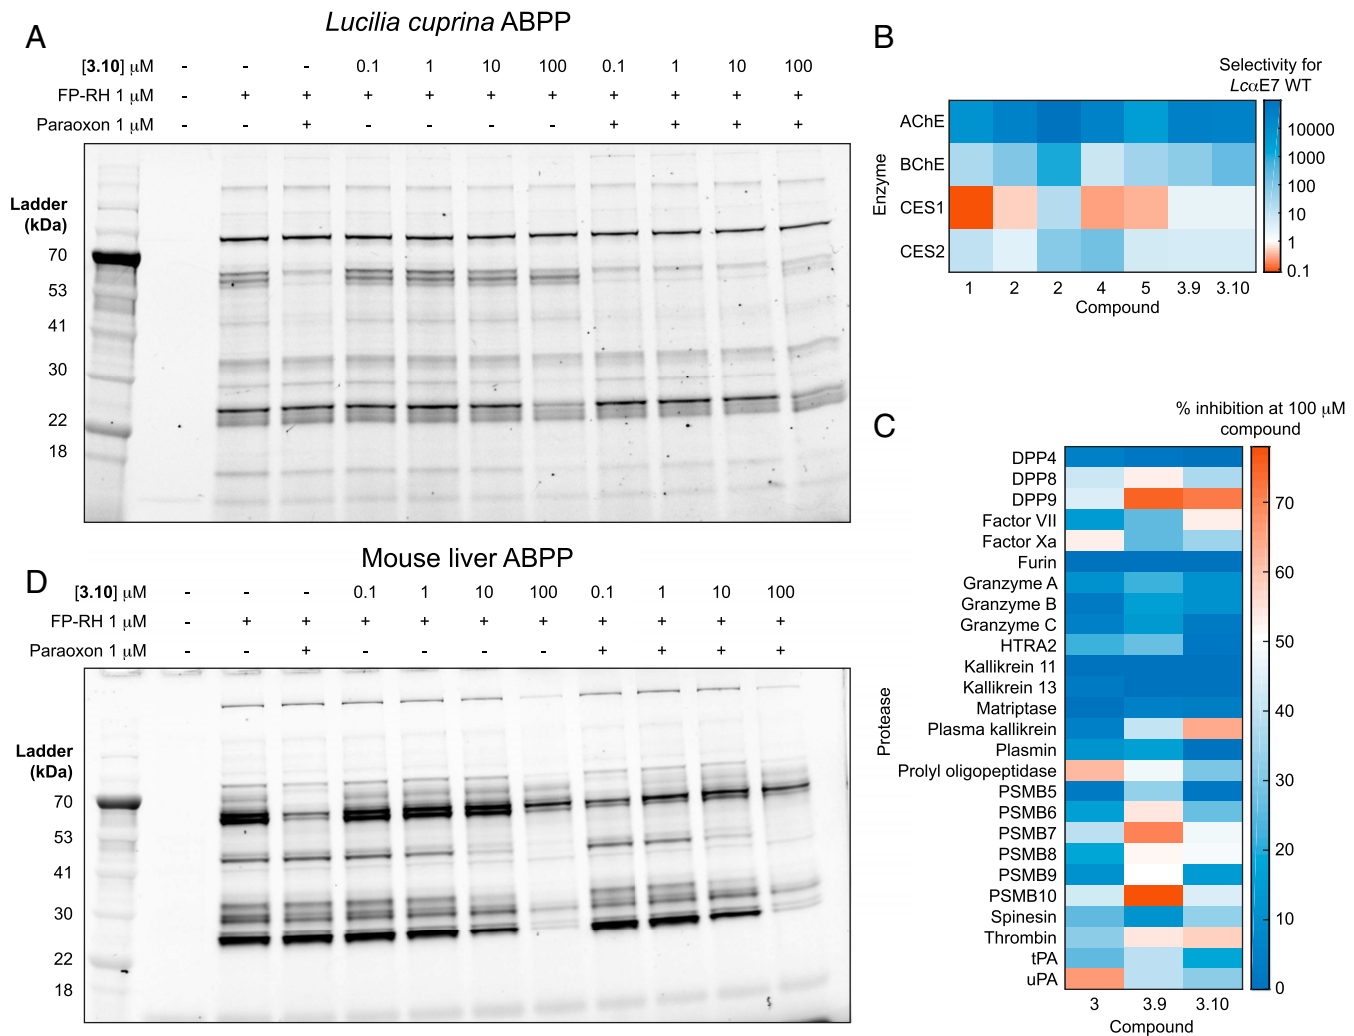 A
Lucilia cuprina ABPP
[3.10] μM - - - 0.1 1 10 100 0.1 1 10 100
FP-RH 1 μM - + + + + + + + + + +
Paraoxon 1 μM - - + - - - - + + + +
Ladder
(kDa)
70
53
41
30
22
18
B
Selectivity for
LcαE7 WT
Enzyme
AChE
BChE
CES1
CES2
1 2 2 4 5 3.9 3.10
Compound
10000
1000
100
10
1
0.1
C
% inhibition at 100 μM
compound
Protease
DPP4
DPP8
DPP9
Factor VII
Factor Xa
Furin
Granzyme A
Granzyme B
Granzyme C
HTRA2
Kallikrein 11
Kallikrein 13
Matriptase
Plasma kallikrein
Plasmin
Prolyl oligopeptidase
PSMB5
PSMB6
PSMB7
PSMB8
PSMB9
PSMB10
Spinesin
Thrombin
tPA
uPA
3 3.9 3.10
Compound
70
60
50
40
30
20
10
0
D
Mouse liver ABPP
[3.10] μM - - - 0.1 1 10 100 0.1 1 10 100
FP-RH 1 μM - + + + + + + + + + +
Paraoxon 1 μM - - + - - - - + + + +
Ladder
(kDa)
70
53
41
30
22
18